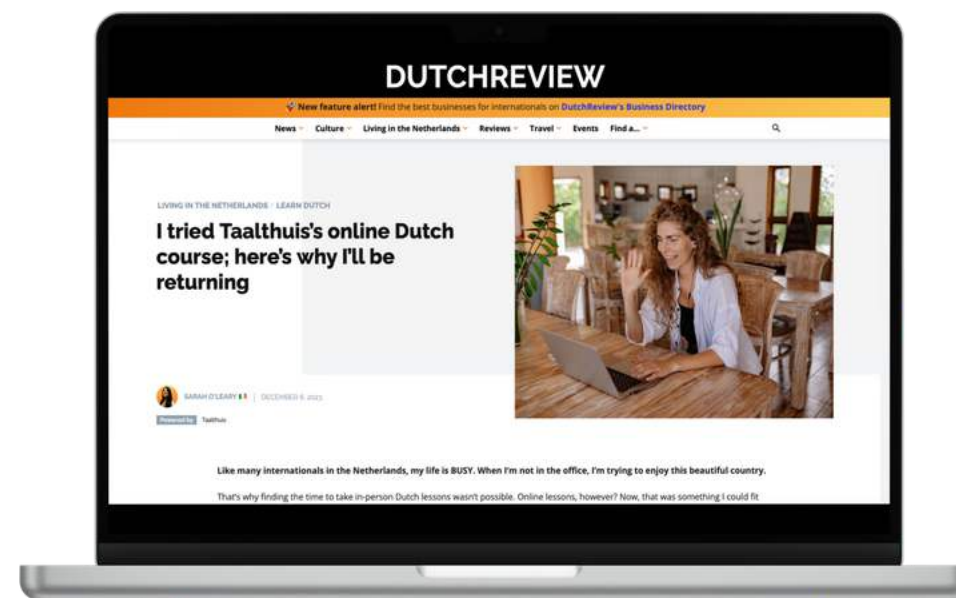 DUTCHREVIEW
New feature alert! Find the best businesses for internationals on DutchReview's Business Directory
News Culture Living in the Netherlands Reviews Travel Events Find a...
LIVING IN THE NETHERLANDS LEARN DUTCH
I tried Taalthuis's online Dutch
course; here's why I'll be
returning
SARAH O'LEARY DECEMBER 6, 2023
Powered by Taalthuis
Like many internationals in the Netherlands, my life is BUSY. When I'm not in the office, I'm trying to enjoy this beautiful country.
That's why finding the time to take in-person Dutch lessons wasn't possible. Online lessons, however? Now, that was something I could fit